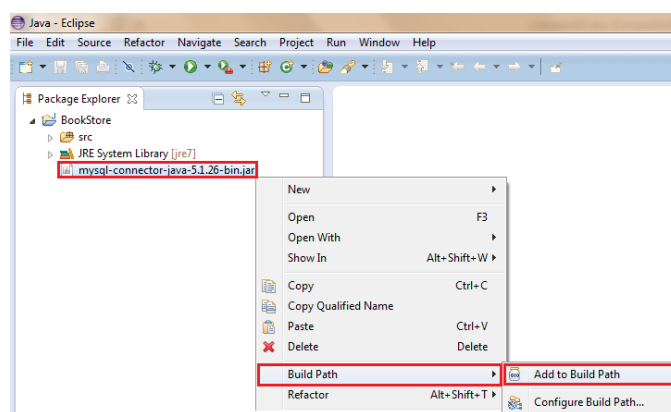 Java - Eclipse
File Edit Source Refactor Navigate Search Project Run Window Help
Package Explorer
BookStore
src
JRE System Library [jre7]
mysql-connector-java-5.1.26-bin.jar
New
Open F3
Open With
Show In Alt+Shift+W
Copy Ctrl+C
Copy Qualified Name
Paste Ctrl+V
Delete Delete
Build Path
Add to Build Path
Refactor Alt+Shift+T
Configure Build Path...